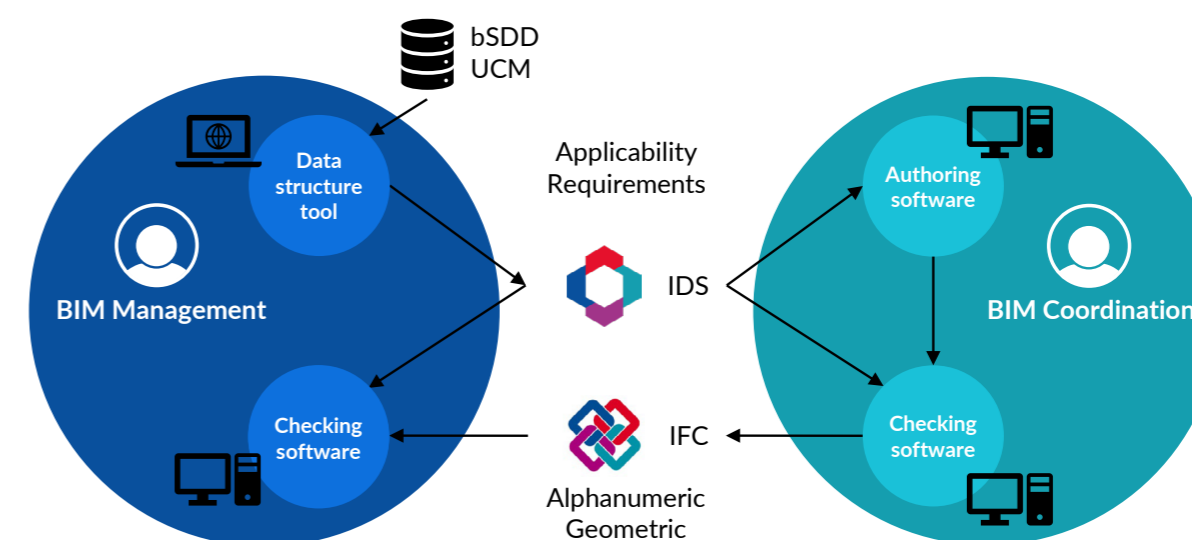 bSDD
UCM
Data
structure
tool
BIM Management
Checking
software
Applicability
Requirements
IDS
IFC
Alphanumeric
Geometric
Authoring
software
BIM Coordination
Checking
software